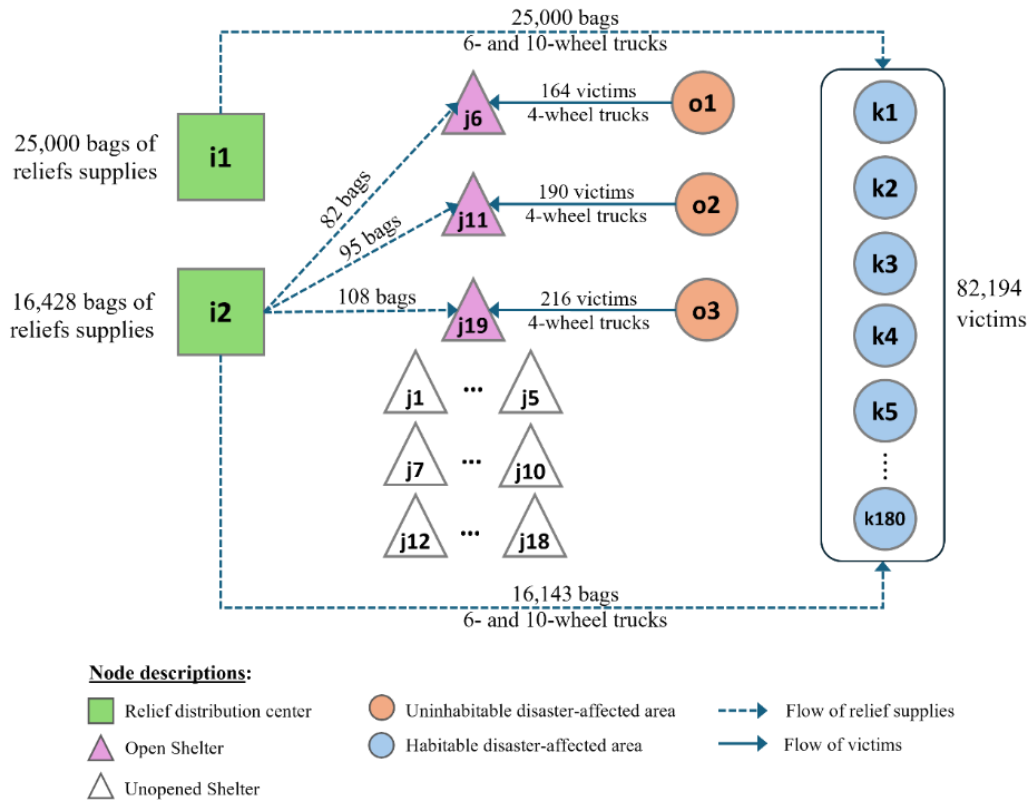 25,000 bags
6- and 10-wheel trucks
25,000 bags of
reliefs supplies
i1
j6
164 victims
4-wheel trucks
o1
82 bags
j11
190 victims
4-wheel trucks
o2
95 bags
16,428 bags of
reliefs supplies
i2
108 bags
j19
216 victims
4-wheel trucks
o3
k1
k2
k3
k4
k5
k180
82,194
victims
j1 ... j5
j7 ... j10
j12 ... j18
16,143 bags
6- and 10-wheel trucks
Node descriptions:
Relief distribution center
Open Shelter
Unopened Shelter
Uninhabitable disaster-affected area
Habitable disaster-affected area
Flow of relief supplies
Flow of victims